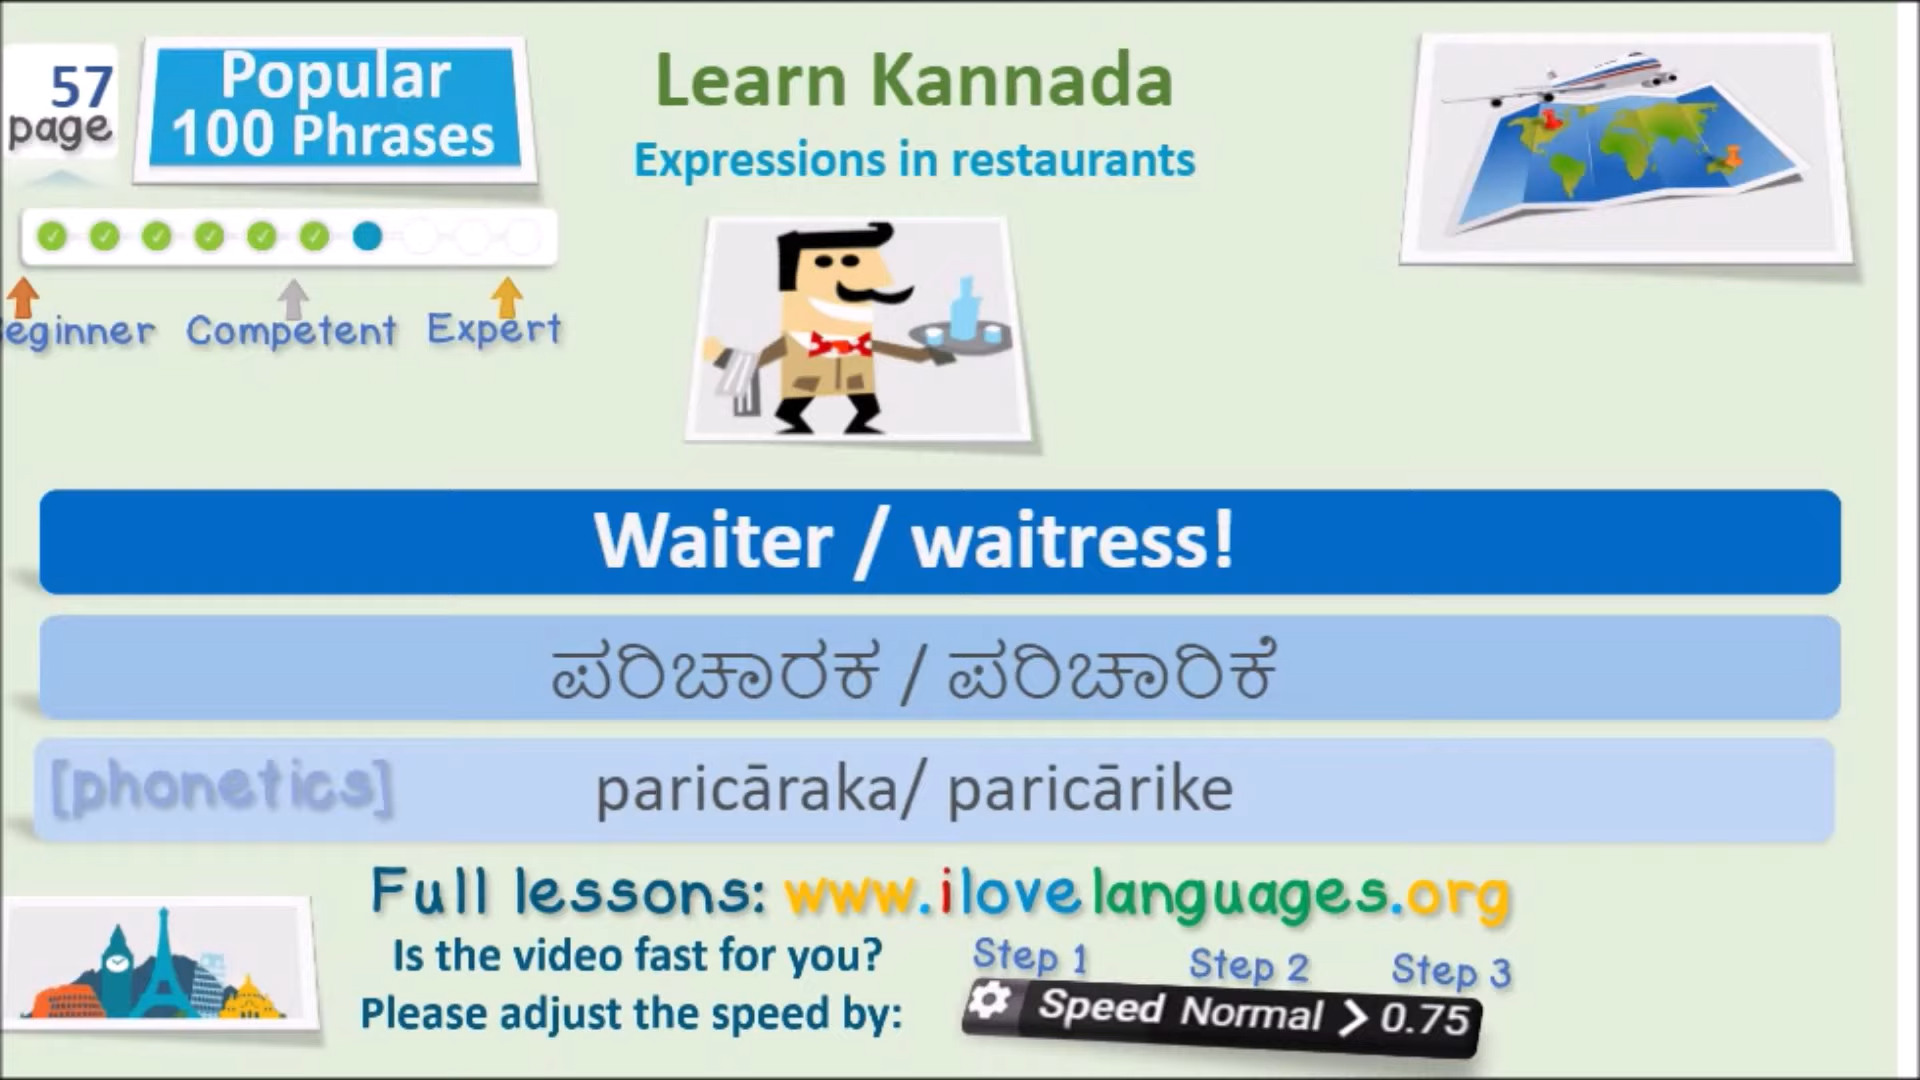 57
page
Popular
100 Phrases
Learn Kannada
Expressions in restaurants
eginner Competent Expert
Waiter / waitress!
ಪರಿಚಾರಕ / ಪರಿಚಾರಿಕೆ
[phonetics] paricāraka/ paricārike
Full lessons: www.ilovelanguages.org
Is the video fast for you?
Please adjust the speed by:
Step 1 Step 2 Step 3
Speed Normal > 0.75